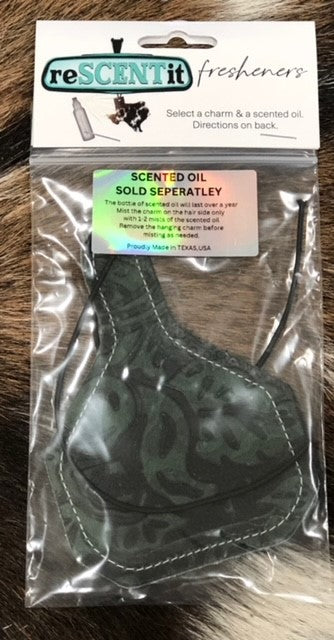 reSCENTit fresheners
Select a charm & a scented oil.
Directions on back.
SCENTED OIL
SOLD SEPERATLEY
The bottle of scented oil will last over a year
Mist the charm on the hair side only
with 1-2 mists of the scented oil.
Remove the hanging charm before
misting as needed.
Proudly Made in TEXAS,USA